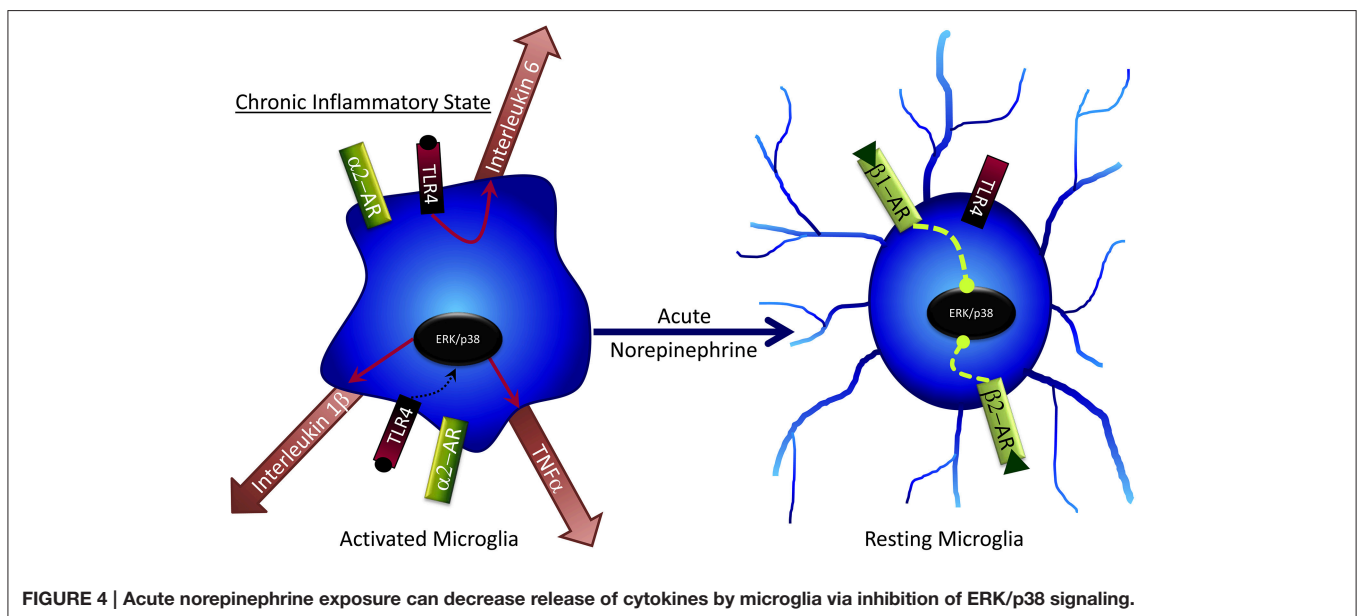 Chronic Inflammatory State
Interleukin 6
α2–AR
TLR4
ERK/p38
Interleukin 1β
TLR4
α2–AR
TNFα
Activated Microglia
Acute
Norepinephrine
β1–AR
TLR4
ERK/p38
β2–AR
Resting Microglia
FIGURE 4 | Acute norepinephrine exposure can decrease release of cytokines by microglia via inhibition of ERK/p38 signaling.